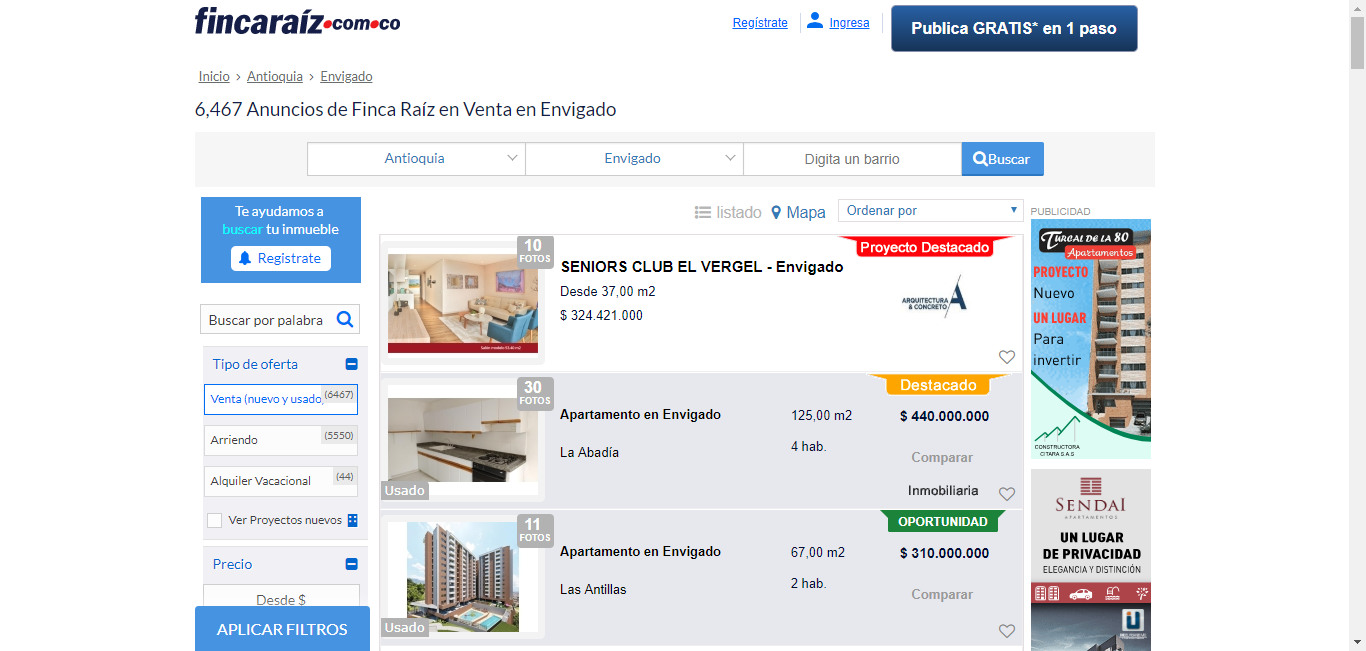 fincaraíz.com.co
Regístrate
Ingresa
Publica GRATIS* en 1 paso
Inicio > Antioquia > Envigado
6,467 Anuncios de Finca Raíz en Venta en Envigado
Antioquia
Envigado
Digita un barrio
Buscar
Te ayudamos a
buscar tu inmueble
Registrate
Buscar por palabra
Tipo de oferta
Venta (nuevo y usado) (6467)
Arriendo (5550)
Alquiler Vacacional (44)
Ver Proyectos nuevos
Precio
Desde $
APLICAR FILTROS
listado
Mapa
Ordenar por
10
FOTOS
Proyecto Destacado
SENIORS CLUB EL VERGEL - Envigado
Desde 37,00 m2
$ 324.421.000
ARQUITECTURA
& CONCRETO
30
FOTOS
Destacado
Apartamento en Envigado
125,00 m2
$ 440.000.000
La Abadía
4 hab.
Comparar
Usado
Inmobiliaria
11
FOTOS
OPORTUNIDAD
Apartamento en Envigado
67,00 m2
$ 310.000.000
Las Antillas
2 hab.
Comparar
Usado
PUBLICIDAD
TURCAL DE LA 80
Apartamentos
PROYECTO
Nuevo
UN LUGAR
Para
invertir
CONSTRUCTORA
CITARA S.A.S
SENDAI
APARTAMENTOS
UN LUGAR
DE PRIVACIDAD
ELEGANCIA Y DISTINCIÓN